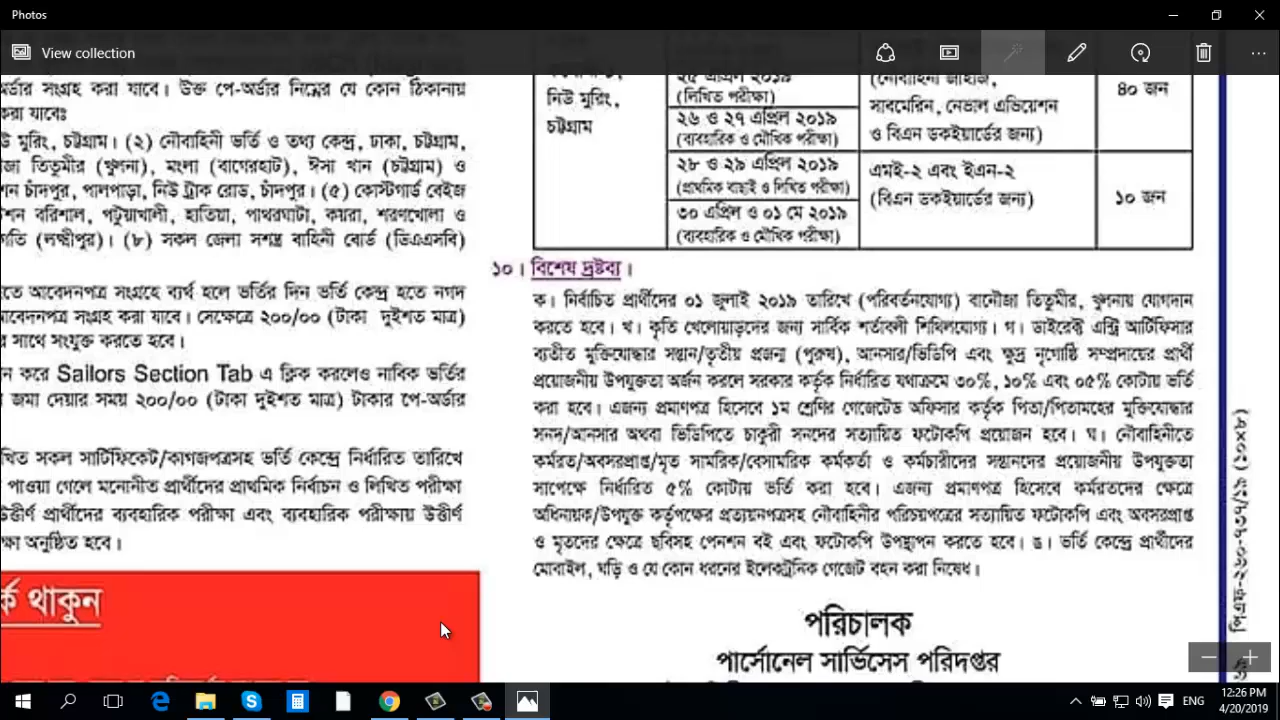 Photos
View collection
র্ডার সংগ্রহ করা যাবে। উক্ত পে-অর্ডার নিম্নের যে কোন ঠিকানায়
করা যাবেঃ
উ মুরিং, চট্টগ্রাম। (২) নৌবাহিনী ভর্তি ও তথ্য কেন্দ্র, ঢাকা, চট্টগ্রাম,
জা তিতুমীর (খুলনা), মংলা (বাগেরহাট), ঈসা খান (চট্টগ্রাম) ও
শন চাঁদপুর, পালপাড়া, নিউ ট্রাক রোড, চাঁদপুর। (৫) কোস্টগার্ড বেইজ
শন বরিশাল, পটুয়াখালী, হাতিয়া, পাথরঘাটা, কয়রা, শরণখোলা ও
গতি (লক্ষ্মীপুর)। (৮) সকল জেলা সশস্ত্র বাহিনী বোর্ড (ডিএএসবি)
হতে আবেদনপত্র সংগ্রহে ব্যর্থ হলে ভর্তির দিন ভর্তি কেন্দ্র হতে নগদ
আবেদনপত্র সংগ্রহ করা যাবে। সেক্ষেত্রে ২০০/০০ (টাকা দুইশত মাত্র)
র সাথে সংযুক্ত করতে হবে।
ন করে Sailors Section Tab এ ক্লিক করলেও নাবিক ভর্তির
জমা দেয়ার সময় ২০০/০০ (টাকা দুইশত মাত্র) টাকার পে-অর্ডার
খিত সকল সার্টিফিকেট/কাগজপত্রসহ ভর্তি কেন্দ্রে নির্ধারিত তারিখে
পাওয়া গেলে মনোনীত প্রার্থীদের প্রাথমিক নির্বাচন ও লিখিত পরীক্ষা
উত্তীর্ণ প্রার্থীদের ব্যবহারিক পরীক্ষা এবং ব্যবহারিক পরীক্ষায় উত্তীর্ণ
ক্ষা অনুষ্ঠিত হবে।
র্ক থাকুন
নিউ মুরিং,
চট্টগ্রাম
২৫ এপ্রিল ২০১৯
(লিখিত পরীক্ষা)
২৬ ও ২৭ এপ্রিল ২০১৯
(ব্যবহারিক ও মৌখিক পরীক্ষা)
(নৌবাহিনী জাহাজ,
সাবমেরিন, নেভাল এভিয়েশন
ও বিএন ডকইয়ার্ডের জন্য)
৪০ জন
২৮ ও ২৯ এপ্রিল ২০১৯
(প্রাথমিক বাছাই ও লিখিত পরীক্ষা)
৩০ এপ্রিল ও ০১ মে ২০১৯
(ব্যবহারিক ও মৌখিক পরীক্ষা)
এমই-২ এবং ইএন-২
(বিএন ডকইয়ার্ডের জন্য)
১০ জন
১০। বিশেষ দ্রষ্টব্য।
ক। নির্বাচিত প্রার্থীদের ০১ জুলাই ২০১৯ তারিখে (পরিবর্তনযোগ্য) বানৌজা তিতুমীর, খুলনায় যোগদান
করতে হবে। খ। কৃতি খেলোয়াড়দের জন্য সার্বিক শর্তাবলী শিথিলযোগ্য। গ। ডাইরেক্ট এন্ট্রি আর্টিফিসার
ব্যতীত মুক্তিযোদ্ধার সন্তান/তৃতীয় প্রজন্ম (পুরুষ), আনসার/ভিডিপি এবং ক্ষুদ্র নৃগোষ্ঠি সম্প্রদায়ের প্রার্থী
প্রয়োজনীয় উপযুক্ততা অর্জন করলে সরকার কর্তৃক নির্ধারিত যথাক্রমে ৩০%, ১০% এবং ০৫% কোটায় ভর্তি
করা হবে। এজন্য প্রমাণপত্র হিসেবে ১ম শ্রেণির গেজেটেড অফিসার কর্তৃক পিতা/পিতামহের মুক্তিযোদ্ধার
সনদ/আনসার অথবা ভিডিপিতে চাকুরী সনদের সত্যায়িত ফটোকপি প্রয়োজন হবে। ঘ। নৌবাহিনীতে
কর্মরত/অবসরপ্রাপ্ত/মৃত সামরিক/বেসামরিক কর্মকর্তা ও কর্মচারীদের সন্তানদের প্রয়োজনীয় উপযুক্ততা
সাপেক্ষে নির্ধারিত ৫% কোটায় ভর্তি করা হবে। এজন্য প্রমাণপত্র হিসেবে কর্মরতদের ক্ষেত্রে
অধিনায়ক/উপযুক্ত কর্তৃপক্ষের প্রত্যয়নপত্রসহ নৌবাহিনীর পরিচয়পত্রের সত্যায়িত ফটোকপি এবং অবসরপ্রাপ্ত
ও মৃতদের ক্ষেত্রে ছবিসহ পেনশন বই এবং ফটোকপি উপস্থাপন করতে হবে। ঙ। ভর্তি কেন্দ্রে প্রার্থীদের
মোবাইল, ঘড়ি ও যে কোন ধরনের ইলেকট্রনিক গেজেট বহন করা নিষেধ।
পরিচালক
পার্সোনেল সার্ভিসেস পরিদপ্তর
পিএফ-২৬০-৭৩৭/১৯ (১০x৮)
ENG
12:26 PM
4/20/2019